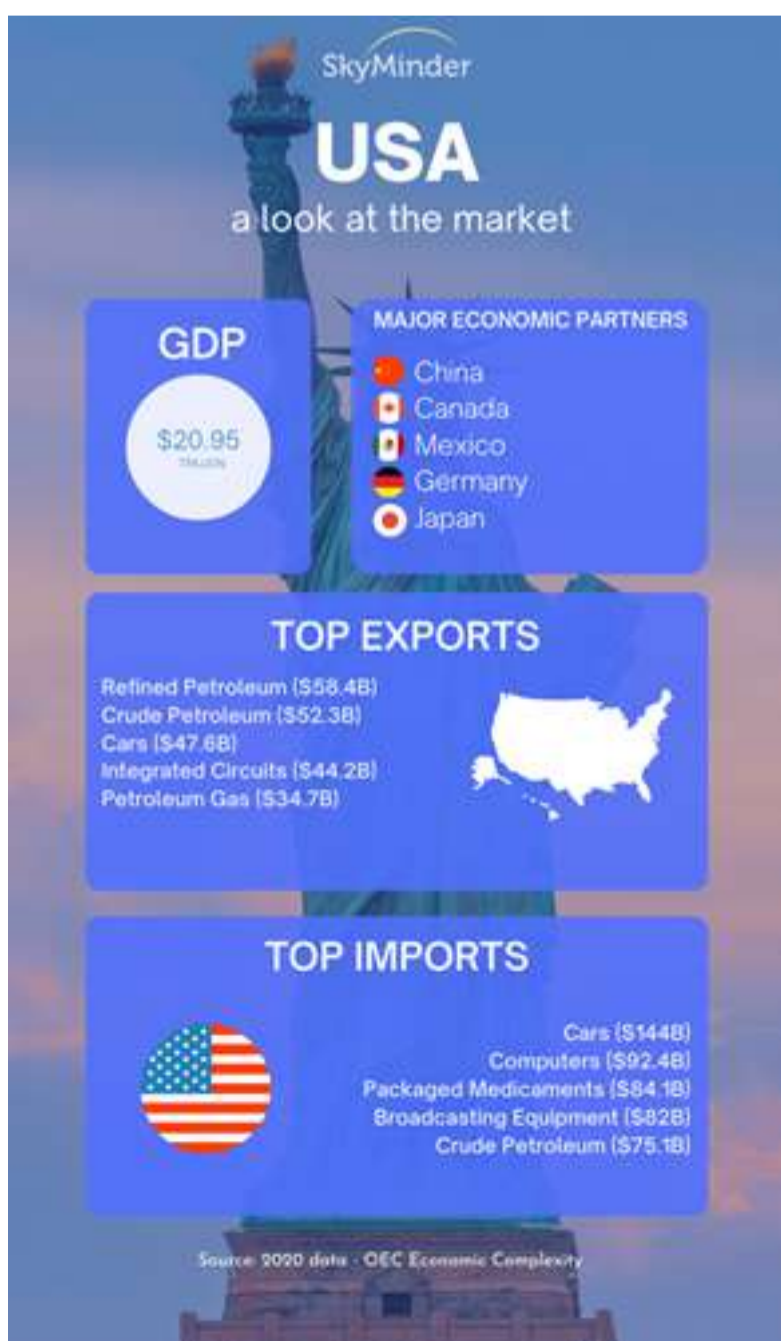 SkyMinder
USA
a look at the market
GDP
$20.95
TRILLION
MAJOR ECONOMIC PARTNERS
China
Canada
Mexico
Germany
Japan
TOP EXPORTS
Refined Petroleum ($58.4B)
Crude Petroleum ($52.3B)
Cars ($47.6B)
Integrated Circuits ($44.2B)
Petroleum Gas ($34.7B)
TOP IMPORTS
Cars ($144B)
Computers ($92.4B)
Packaged Medicaments ($84.1B)
Broadcasting Equipment ($82B)
Crude Petroleum ($75.1B)
Source: 2020 data - OEC Economic Complexity